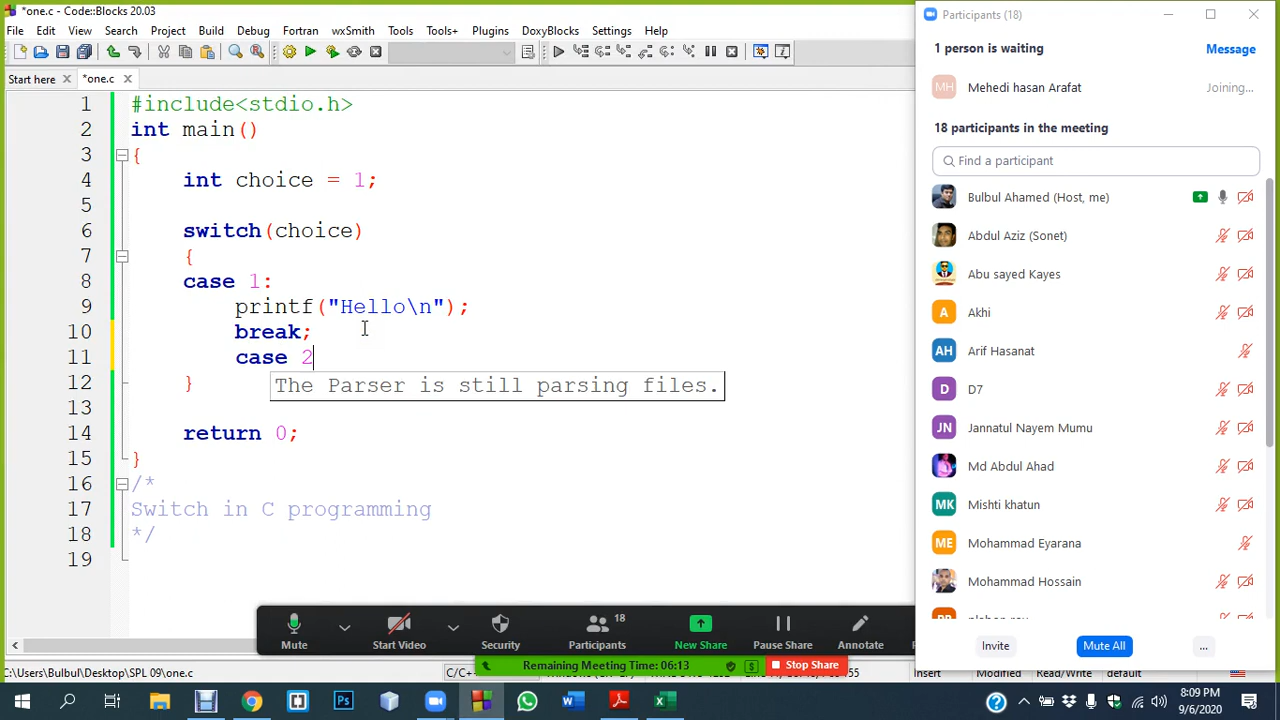 *one.c - Code::Blocks 20.03
File Edit View Search Project Build Debug Fortran wxSmith Tools Tools+ Plugins DoxyBlocks Settings Help
Start here
*one.c
1 #include<stdio.h>
2 int main()
3 {
4 int choice = 1;
5
6 switch(choice)
7 {
8 case 1:
9 printf("Hello\n");
10 break;
11 case 2
The Parser is still parsing files.
12 }
13
14 return 0;
15 }
16 /*
17 Switch in C programming
18 */
19
Participants (18)
1 person is waiting
Message
MH Mehedi hasan Arafat Joining...
18 participants in the meeting
Find a participant
Bulbul Ahamed (Host, me)
Abdul Aziz (Sonet)
Abu sayed Kayes
A Akhi
AH Arif Hasanat
D D7
JN Jannatul Nayem Mumu
Md Abdul Ahad
MK Mishti khatun
ME Mohammad Eyarana
Mohammad Hossain
Invite
Mute All
...
Mute
Start Video
Security
Participants 18
New Share
Pause Share
Annotate
Remaining Meeting Time: 06:13
Stop Share
C:\Users\Bulbul\Desktop\SPL 09\one.c
C/C++
Insert
Modified
Read/Write
default
8:09 PM
9/6/2020